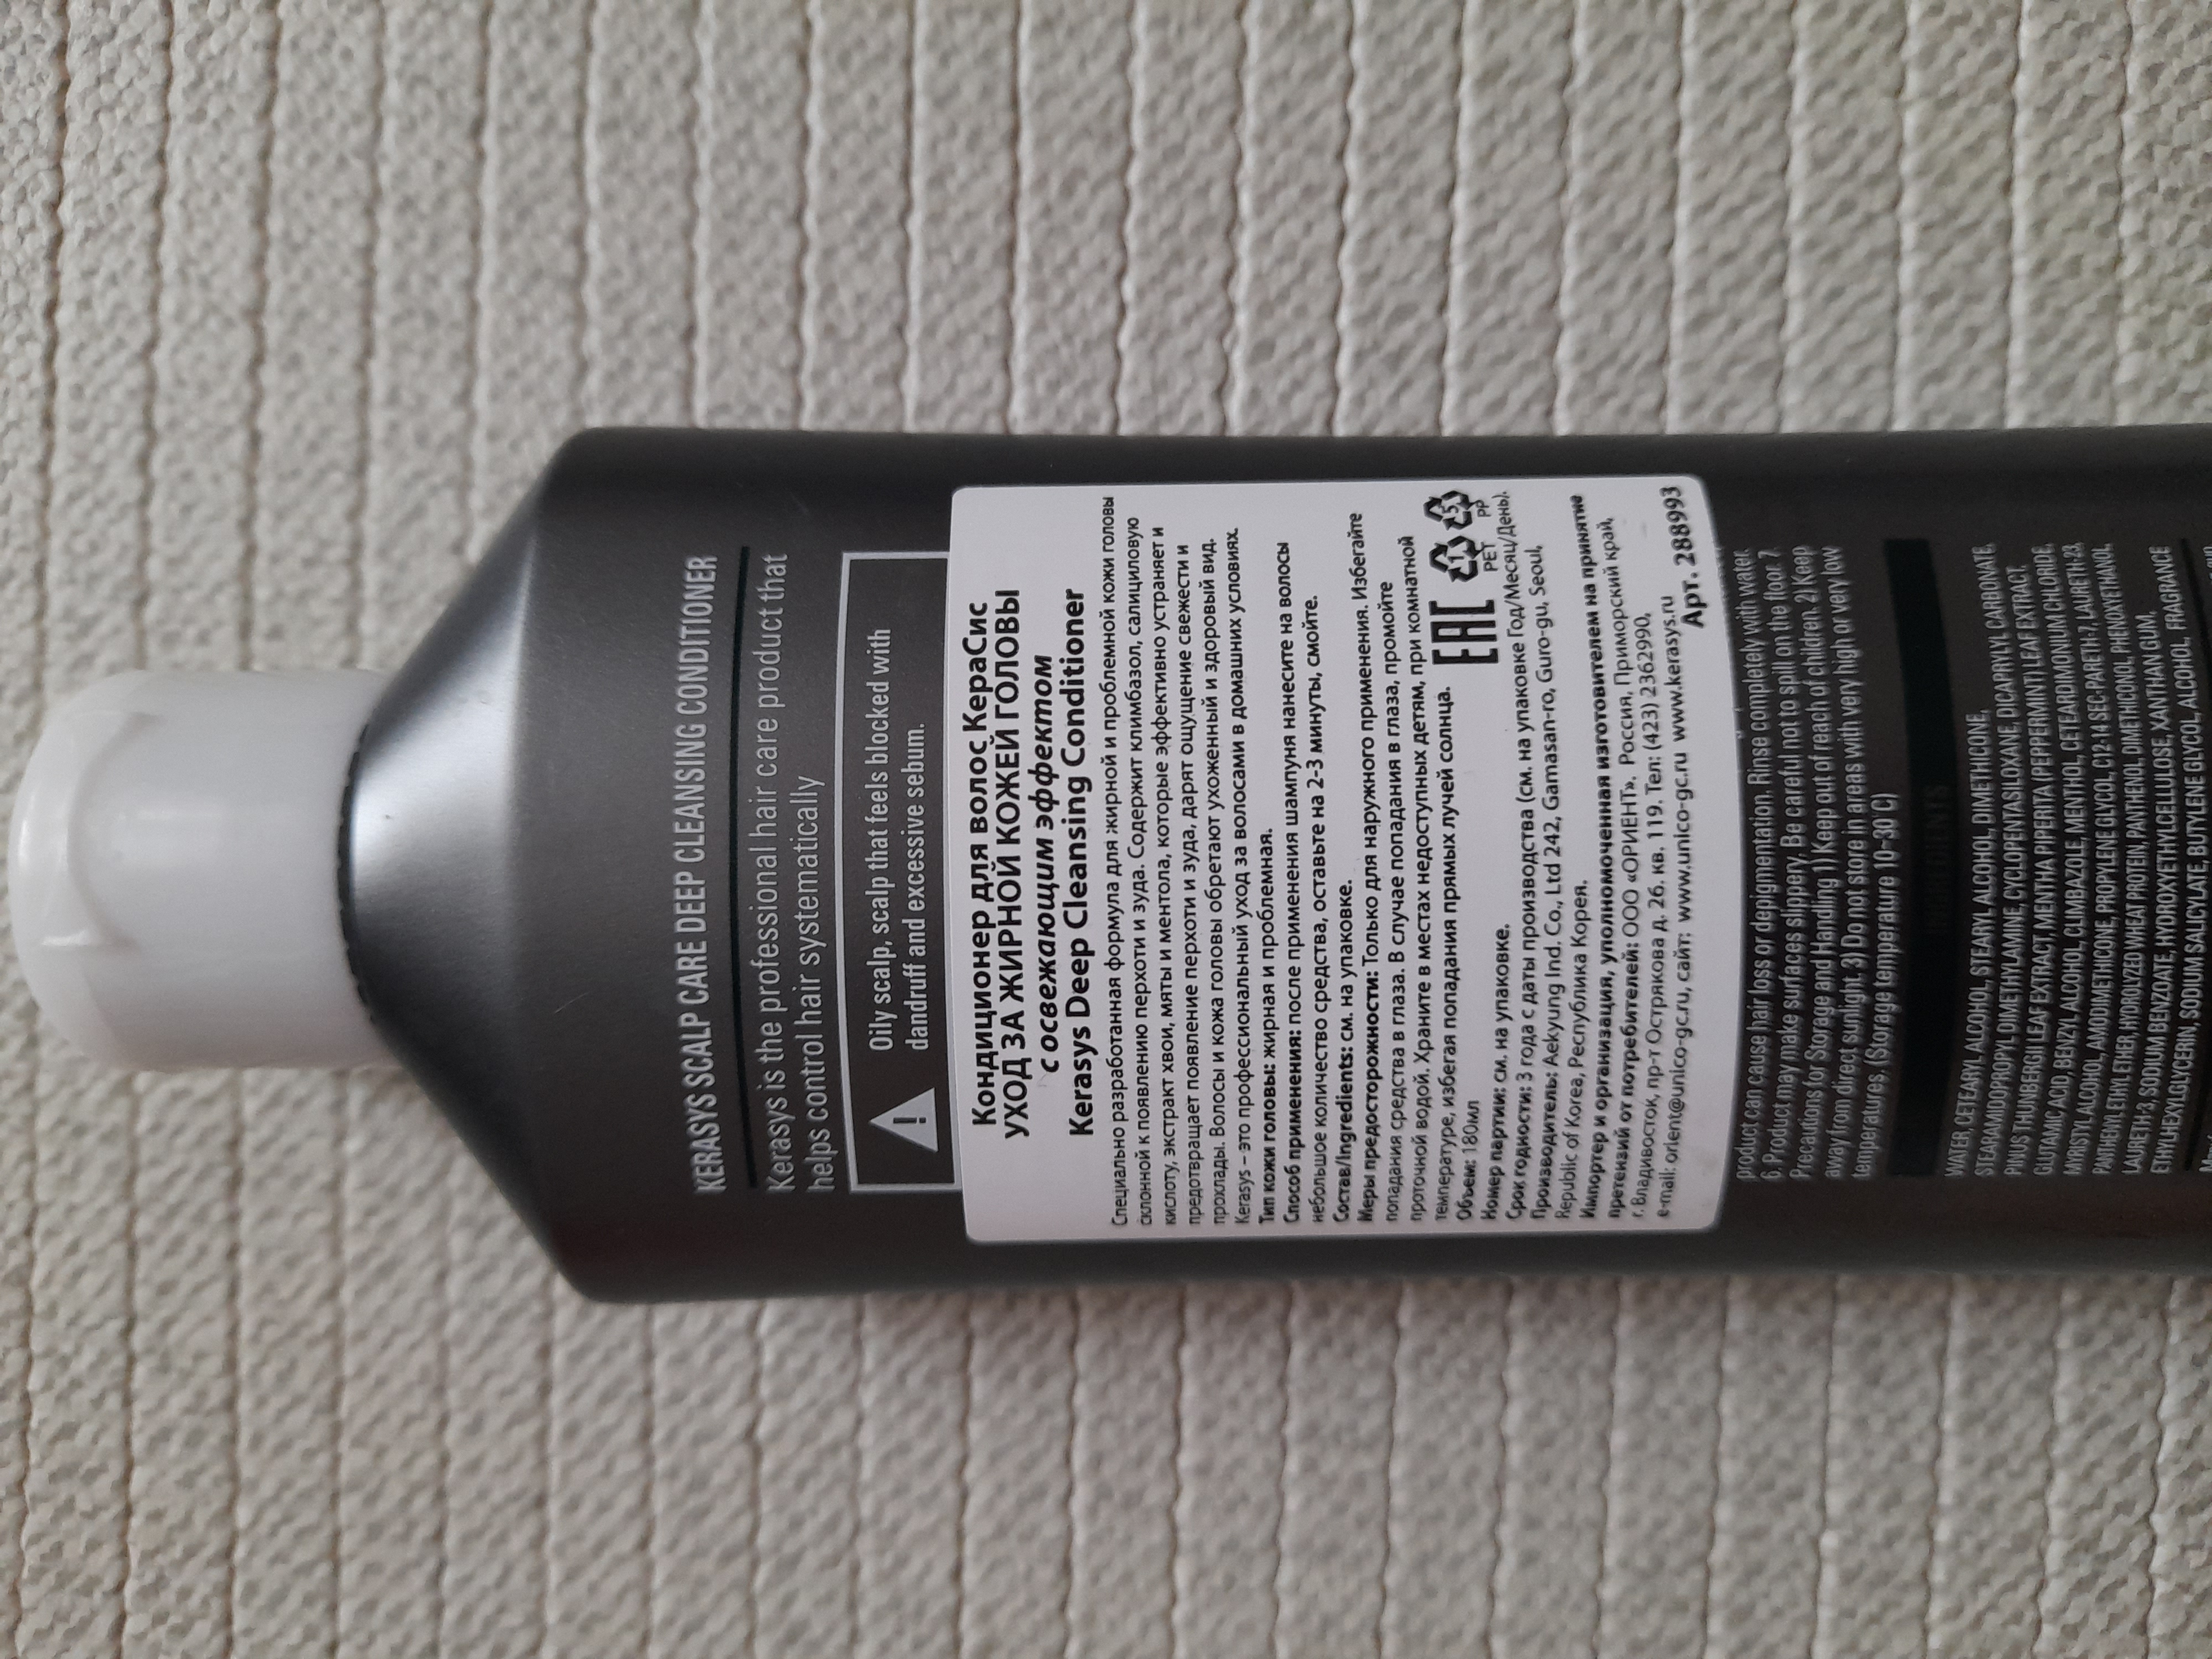 KERASYS SCALP CARE DEEP CLEANSING CONDITIONER
Kerasys is the professional hair care product that
helps control hair systematically
Oily scalp, scalp that feels blocked with
dandruff and excessive sebum.
Кондиционер для волос КераСис
УХОД ЗА ЖИРНОЙ КОЖЕЙ ГОЛОВЫ
с освежающим эффектом
Kerasys Deep Cleansing Conditioner
Специально разработанная формула для жирной и проблемной кожи головы
склонной к появлению перхоти и зуда. Содержит климбазол, салициловую
кислоту, экстракт хвои, мяты и ментола, которые эффективно устраняет и
предотвращает появление перхоти и зуда, дарят ощущение свежести и
прохлады. Волосы и кожа головы обретают ухоженный и здоровый вид.
Kerasys – это профессиональный уход за волосами в домашних условиях.
Тип кожи головы: жирная и проблемная.
Способ применения: после применения шампуня нанесите на волосы
небольшое количество средства, оставьте на 2-3 минуты, смойте.
Состав/Ingredients: см. на упаковке.
Меры предосторожности: Только для наружного применения. Избегайте
попадания средства в глаза. В случае попадания в глаза, промойте
проточной водой. Храните в местах недоступных детям, при комнатной
температуре, избегая попадания прямых лучей солнца.
Объем: 180мл
EAC
1
PET
5
PP
Номер партии: см. на упаковке.
Срок годности: 3 года с даты производства (см. на упаковке Год/Месяц/День).
Производитель: Aekyung Ind. Co., Ltd 242, Gamasan-ro, Guro-gu, Seoul,
Republic of Korea, Республика Корея.
Импортер и организация, уполномоченная изготовителем на принятие
претензий от потребителей: ООО «ОРИЕНТ». Россия, Приморский край,
г. Владивосток, пр-т Острякова д. 26. кв. 119. Тел: (423) 2362990,
e-mail: orient@unico-gc.ru, сайт: www.unico-gc.ru www.kerasys.ru
Арт. 288993
product can cause hair loss or depigmentation. Rinse completely with water.
6. Product may make surfaces slippery. Be careful not to spill on the floor 7.
Precautions for Storage and Handling 1) Keep out of reach of children. 2) Keep
away from direct sunlight. 3) Do not store in areas with very high or very low
temperatures. (Storage temperature 10-30˚C)
INGREDIENTS
WATER, CETEARYL ALCOHOL, STEARYL ALCOHOL, DIMETHICONE,
STEARAMIDOPROPYL DIMETHYLAMINE, CYCLOPENTASILOXANE, DICAPRYLYL CARBONATE,
PINUS THUNBERGII LEAF EXTRACT, MENTHA PIPERITA (PEPPERMINT) LEAF EXTRACT,
GLUTAMIC ACID, BENZYL ALCOHOL, CLIMBAZOLE, MENTHOL, CETEARDIMONIUM CHLORIDE,
MYRISTYL ALCOHOL, AMODIMETHICONE, PROPYLENE GLYCOL, C12-14 SEC-PARETH-7, LAURETH-23,
PANTHENYL ETHYL ETHER, HYDROLYZED WHEAT PROTEIN, PANTHENOL, DIMETHICONOL, PHENOXYETHANOL,
LAURETH-3, SODIUM BENZOATE, HYDROXYETHYLCELLULOSE, XANTHAN GUM,
ETHYLHEXYLGLYCERIN, SODIUM SALICYLATE, BUTYLENE GLYCOL, ALCOHOL, FRAGRANCE